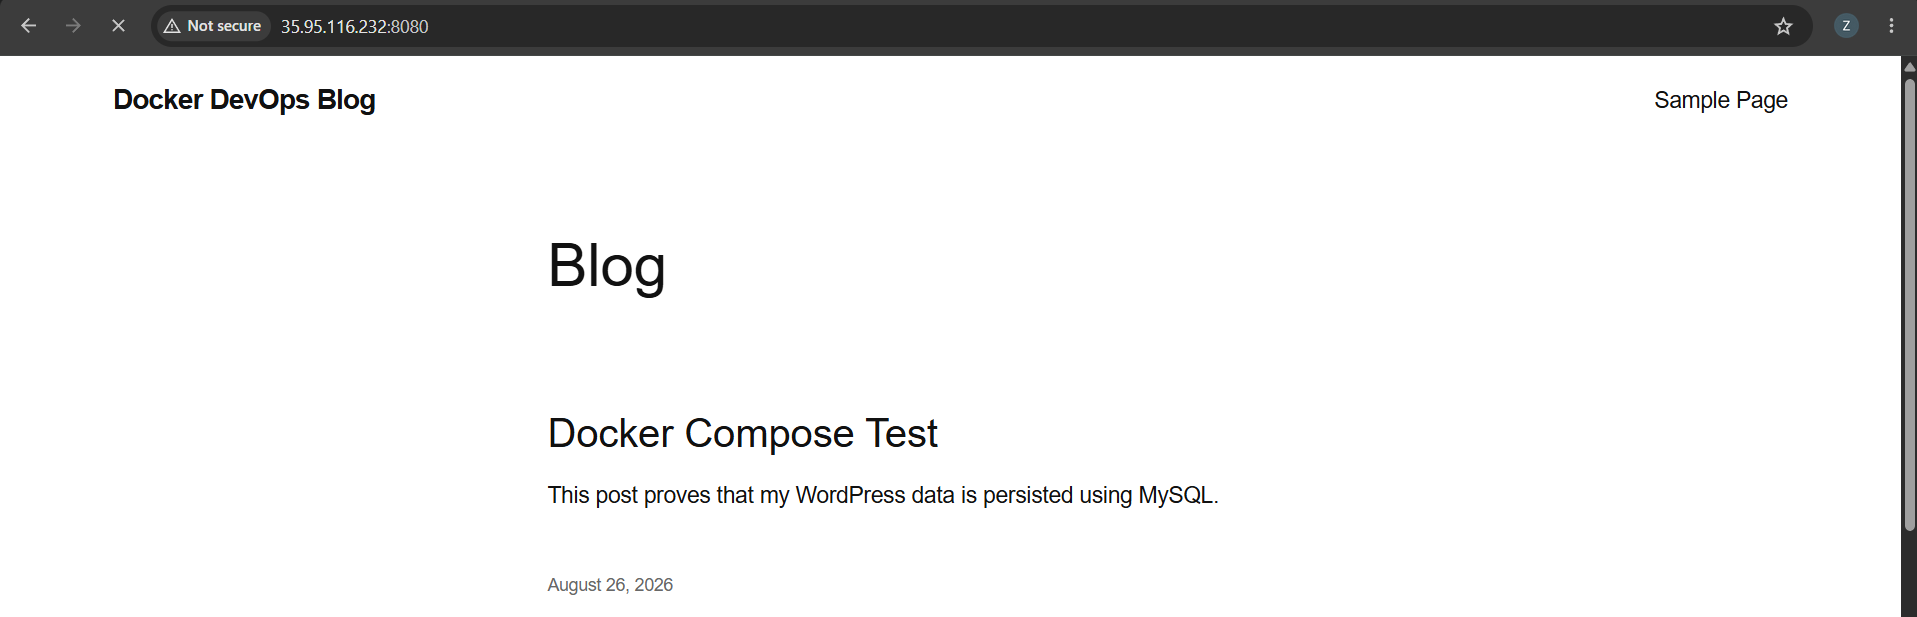 Not secure 35.95.116.232:8080 Z
Docker DevOps Blog Sample Page
Blog
Docker Compose Test
This post proves that my WordPress data is persisted using MySQL.
August 26, 2026